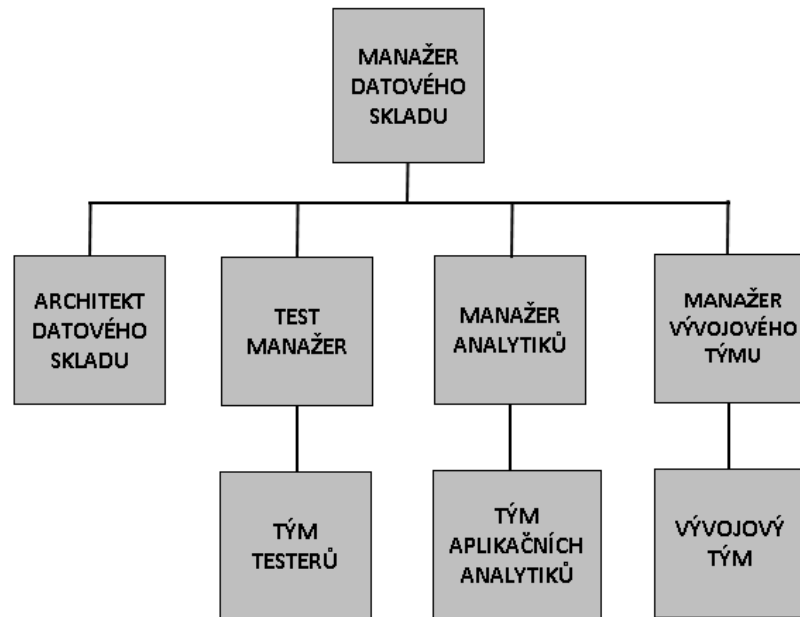 MANAŽER
DATOVÉHO
SKLADU
ARCHITEKT
DATOVÉHO
SKLADU
TEST
MANAŽER
MANAŽER
ANALYTIKŮ
MANAŽER
VÝVOJOVÉHO
TÝMU
TÝM
TESTERŮ
TÝM
APLIKAČNÍCH
ANALYTIKŮ
VÝVOJOVÝ
TÝM